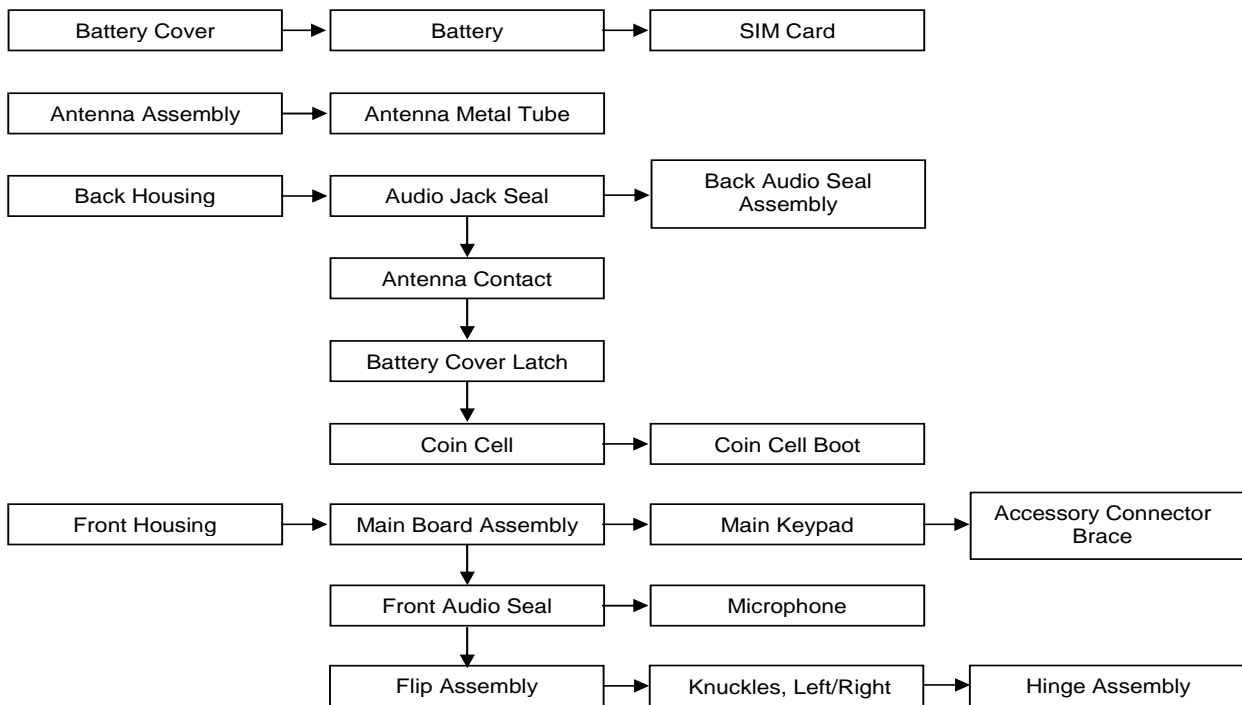 Battery Cover
Battery
SIM Card
Antenna Assembly
Antenna Metal Tube
Back Housing
Audio Jack Seal
Back Audio Seal
Assembly
Antenna Contact
Battery Cover Latch
Coin Cell
Coin Cell Boot
Front Housing
Main Board Assembly
Main Keypad
Accessory Connector
Brace
Front Audio Seal
Microphone
Flip Assembly
Knuckles, Left/Right
Hinge Assembly